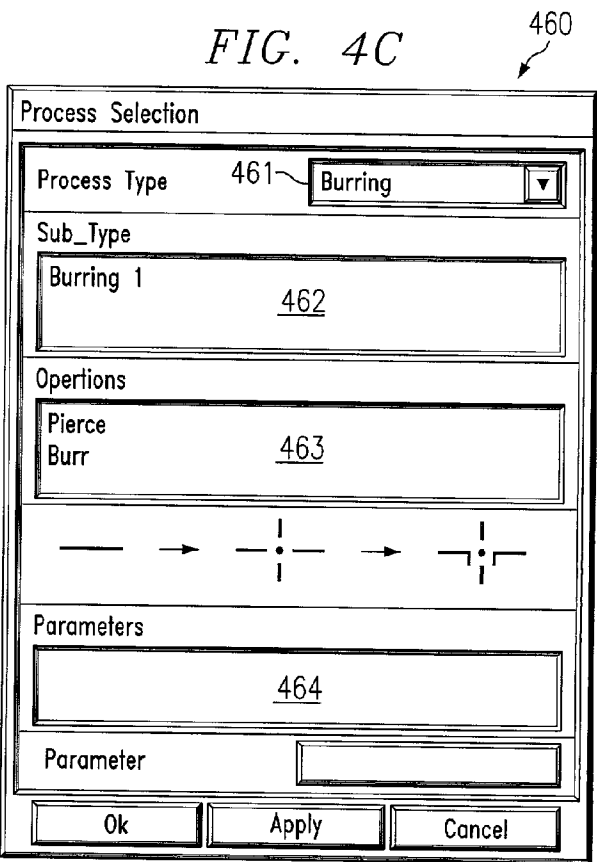 FIG. 4C
460
Process Selection
Process Type 461 Burring
Sub_Type
Burring 1
462
Opertions
Pierce
Burr
463
Parameters
464
Parameter
Ok Apply Cancel